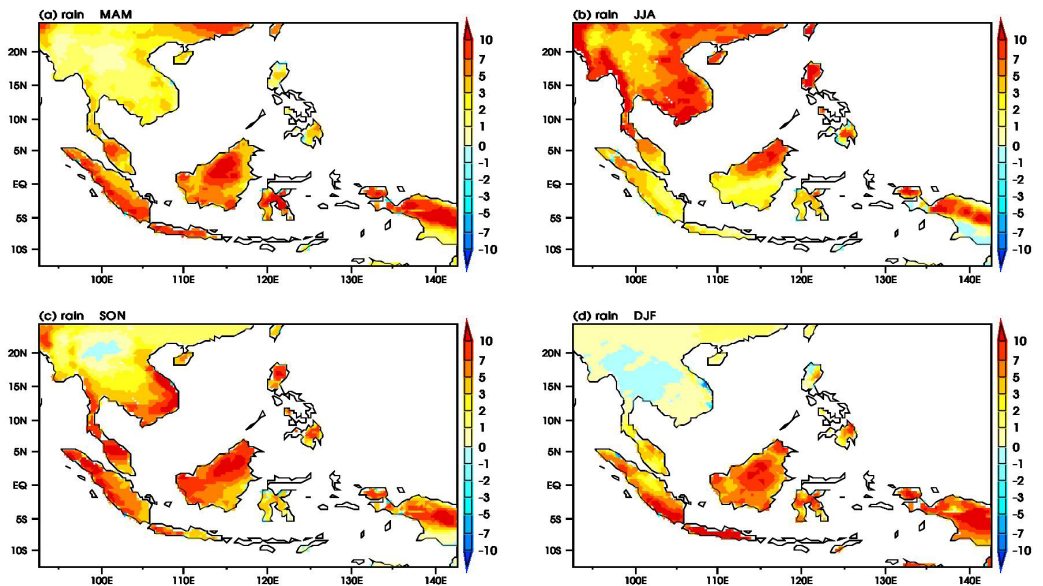 (a) rain MAM
20N
15N
10N
5N
EQ
5S
10S
100E 110E 120E 130E 140E
10
7
5
3
2
1
0
-1
-2
-3
-5
-7
-10
(b) rain JJA
20N
15N
10N
5N
EQ
5S
10S
100E 110E 120E 130E 140E
10
7
5
3
2
1
0
-1
-2
-3
-5
-7
-10
(c) rain SON
20N
15N
10N
5N
EQ
5S
10S
100E 110E 120E 130E 140E
10
7
5
3
2
1
0
-1
-2
-3
-5
-7
-10
(d) rain DJF
20N
15N
10N
5N
EQ
5S
10S
100E 110E 120E 130E 140E
10
7
5
3
2
1
0
-1
-2
-3
-5
-7
-10